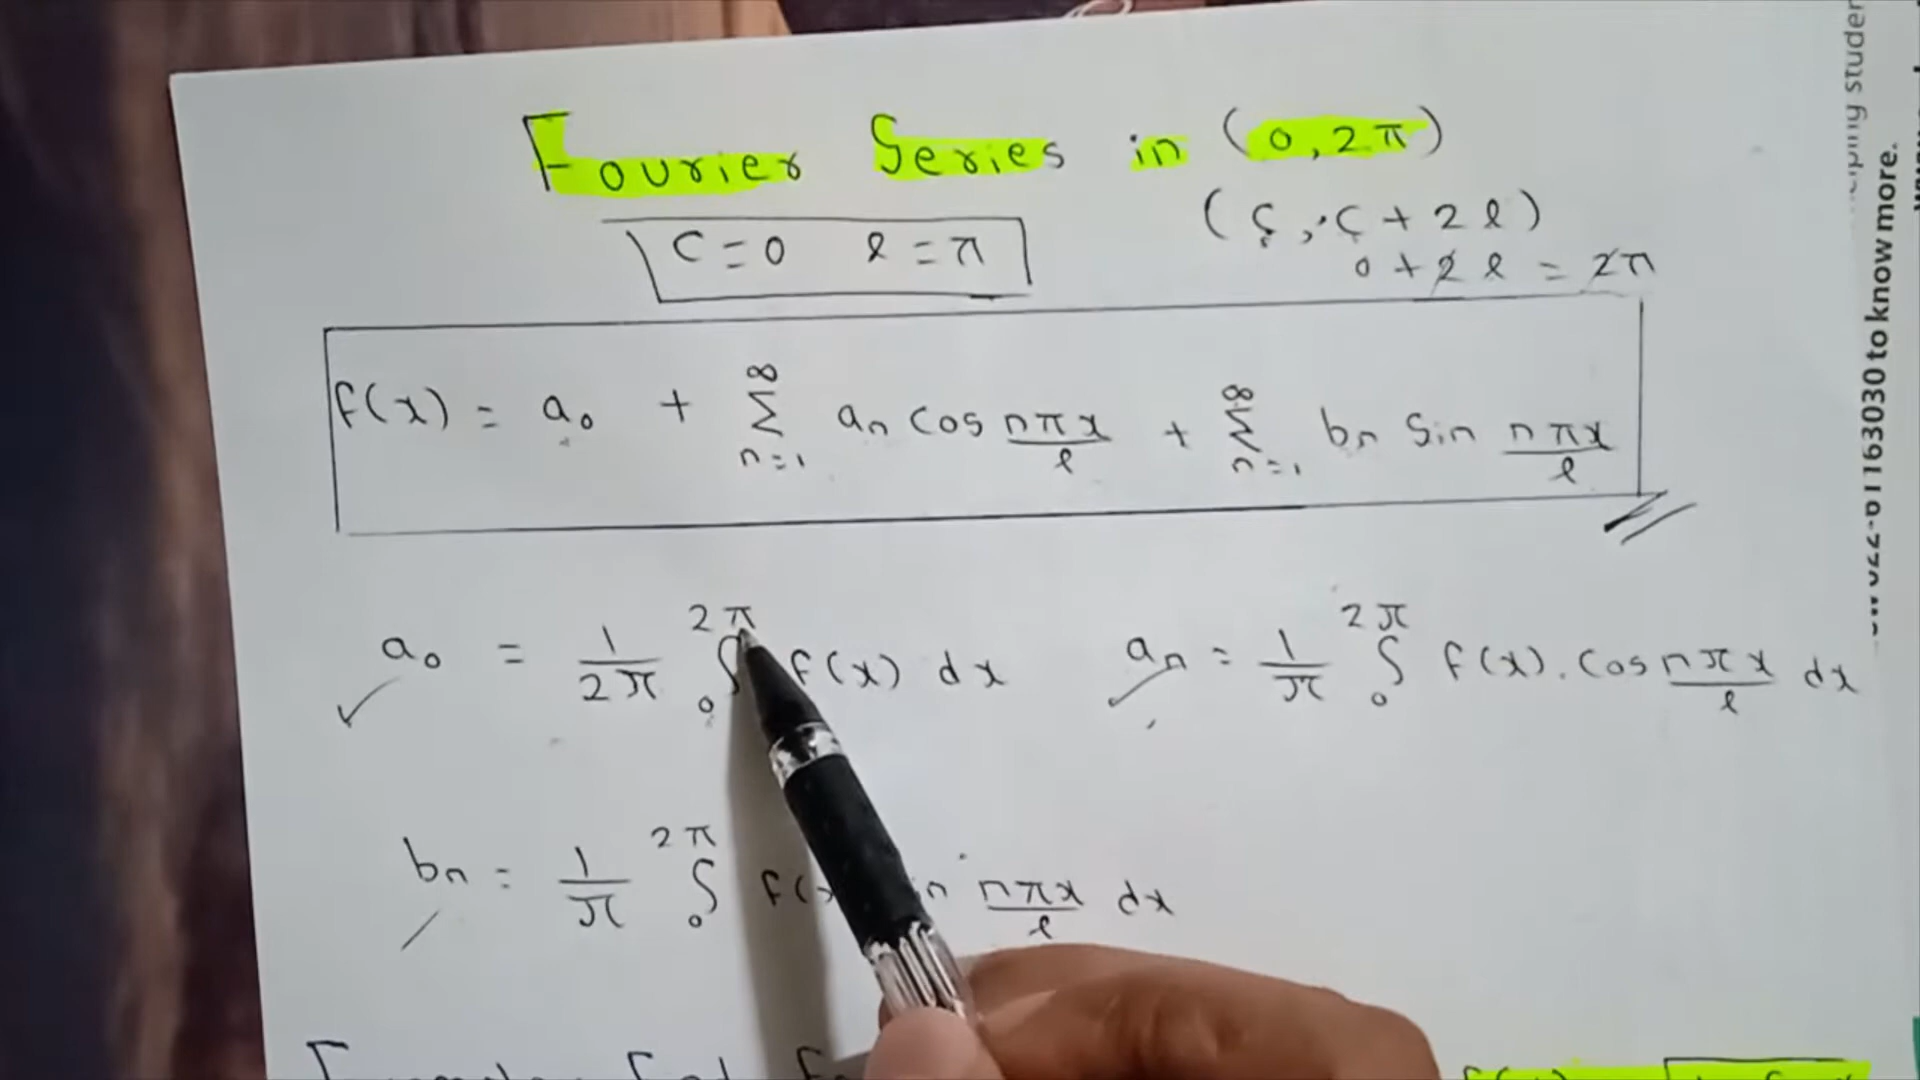 Fourier Series in (0, 2π)
(c, c + 2l)
c = 0 l = π
0 + 2l = 2π
f(x) = a₀ + ∞∑n=1 aₙ cos nπx/l + ∞∑n=1 bₙ sin nπx/l
a₀ = 1/2π ∫₀^2π f(x) dx
aₙ = 1/π ∫₀^2π f(x). cos nπx/l dx
bₙ = 1/π ∫₀^2π nπx/l dx
to know more.